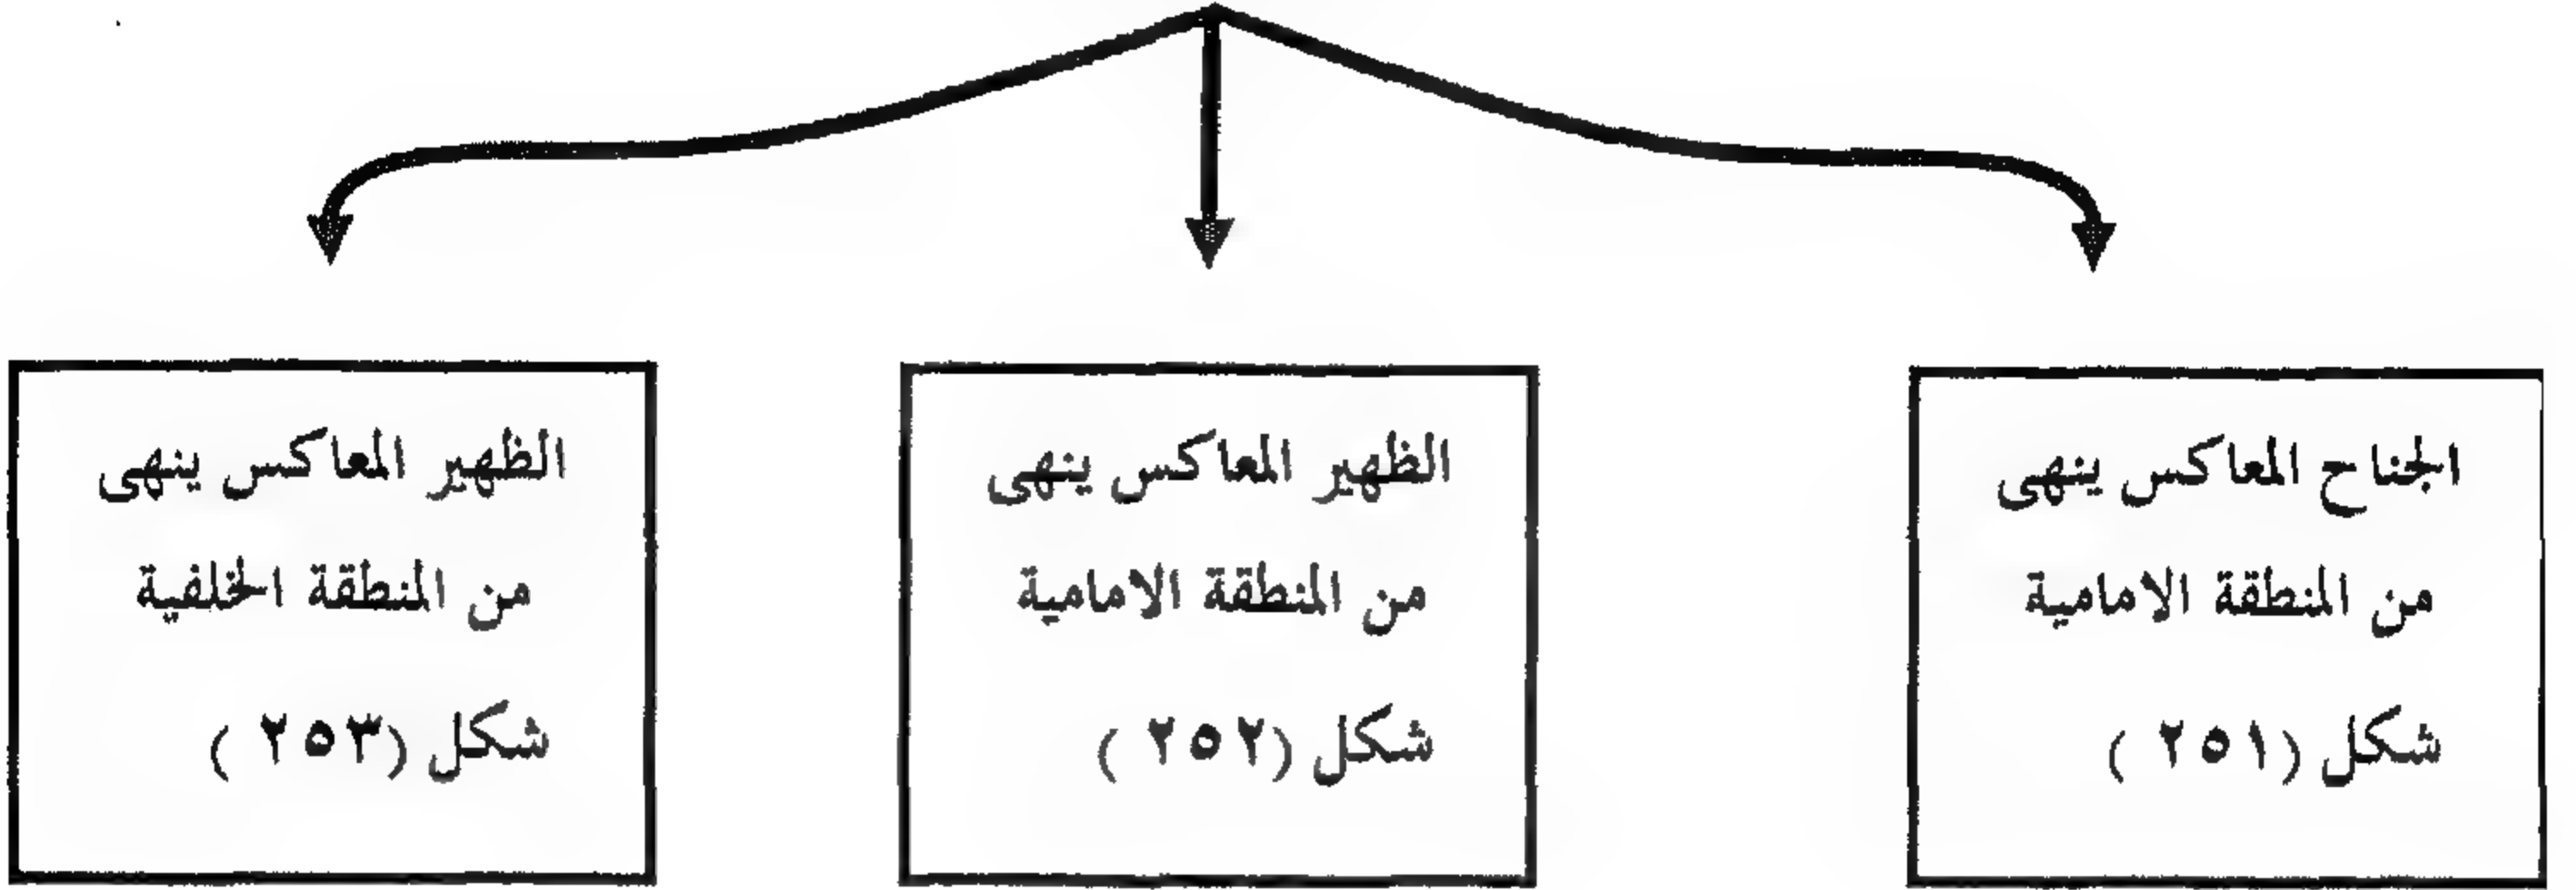 الجناح المعاكس ينهى
من المنطقة الامامية
شكل (٢٥١ )
الظهير المعاكس ينهى
من المنطقة الامامية
شكل (٢٥٢ )
الظهير المعاكس ينهى
من المنطقة الخلفية
شكل (٢٥٣ )